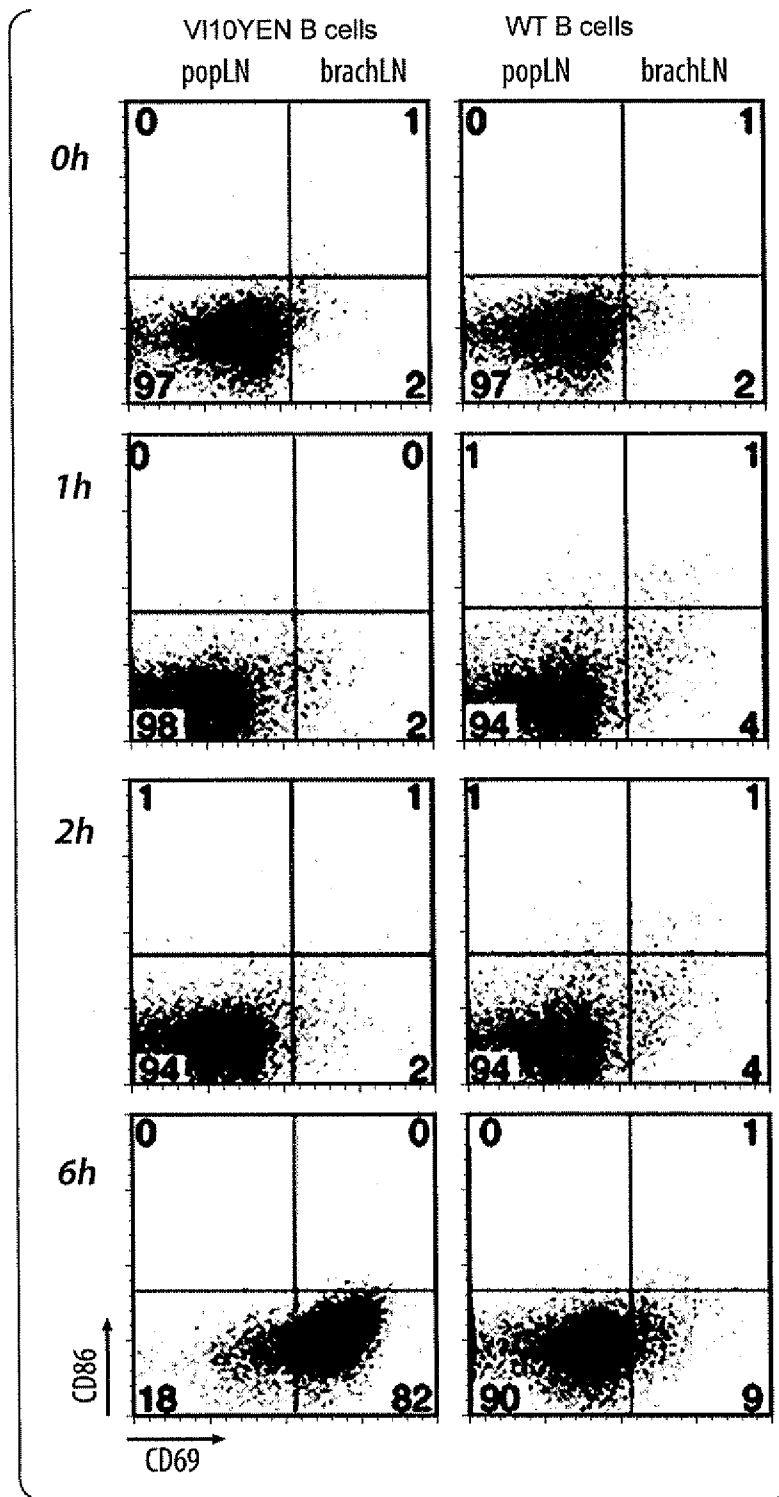 VI10YEN B cells WT B cells
popLN brachLN popLN brachLN
0h
0 1 0 1
97 2 97 2
1h
0 0 1 1
98 2 94 4
2h
1 1 1 1
94 2 94 4
6h
0 0 0 1
18 82 90 9
CD86
CD69